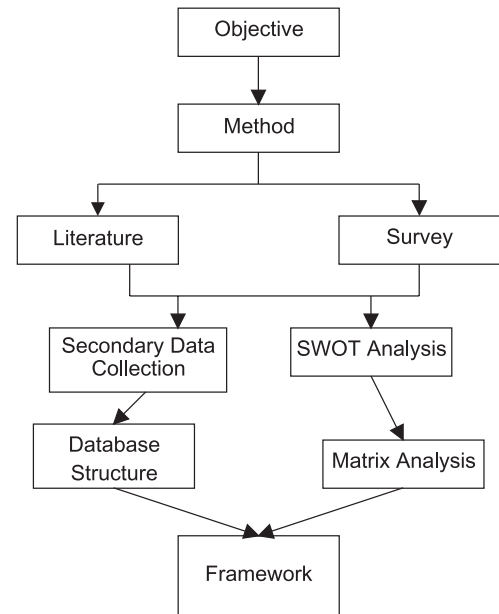 Objective
Method
Literature
Survey
Secondary Data
Collection
SWOT Analysis
Database
Structure
Matrix Analysis
Framework